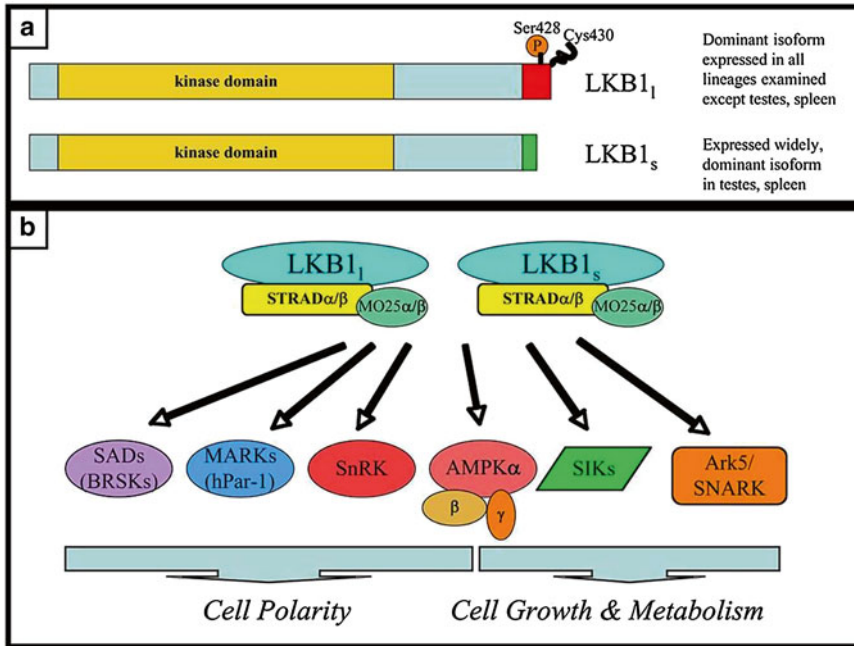 a
Ser428
Cys430
P
kinase domain
LKB1l
Dominant isoform
expressed in all
lineages examined
except testes, spleen
kinase domain
LKB1s
Expressed widely,
dominant isoform
in testes, spleen
b
LKB1l
STRADα/β
MO25α/β
LKB1s
STRADα/β
MO25α/β
SADs
(BRSKs)
MARKs
(hPar-1)
SnRK
AMPKα
β
γ
SIKs
Ark5/
SNARK
Cell Polarity
Cell Growth & Metabolism